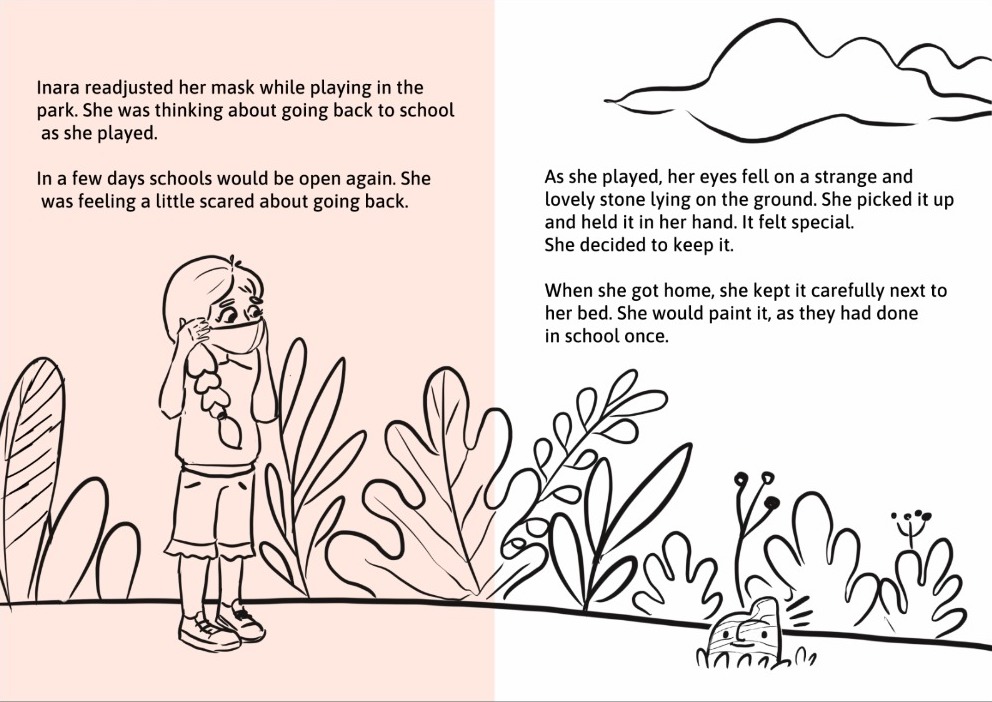 Inara readjusted her mask while playing in the
park. She was thinking about going back to school
as she played.
In a few days schools would be open again. She
was feeling a little scared about going back.
As she played, her eyes fell on a strange and
lovely stone lying on the ground. She picked it up
and held it in her hand. It felt special.
She decided to keep it.
When she got home, she kept it carefully next to
her bed. She would paint it, as they had done
in school once.